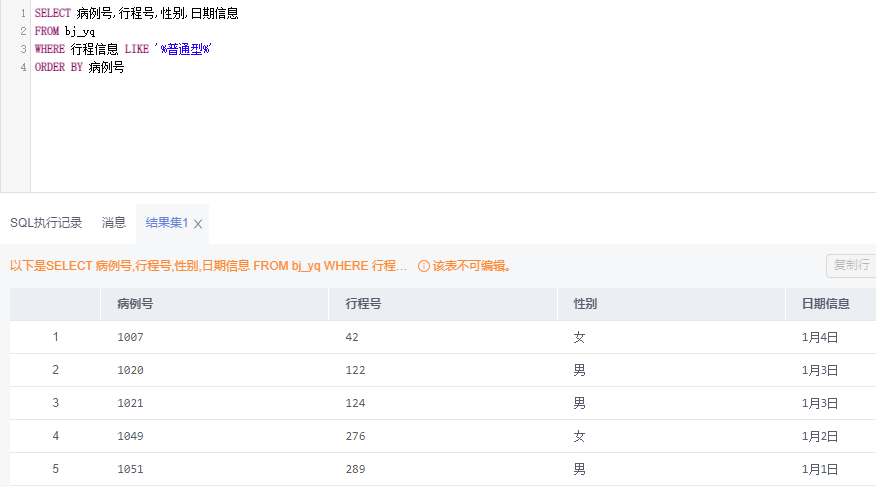 1 SELECT 病例号,行程号,性别,日期信息
2 FROM bj_yq
3 WHERE 行程信息 LIKE '%普通型%'
4 ORDER BY 病例号
SQL执行记录 消息 结果集1 ×
以下是SELECT 病例号,行程号,性别,日期信息 FROM bj_yq WHERE 行程... 该表不可编辑。 复制行
病例号 行程号 性别 日期信息
1 1007 42 女 1月4日
2 1020 122 男 1月3日
3 1021 124 男 1月3日
4 1049 276 女 1月2日
5 1051 289 男 1月1日